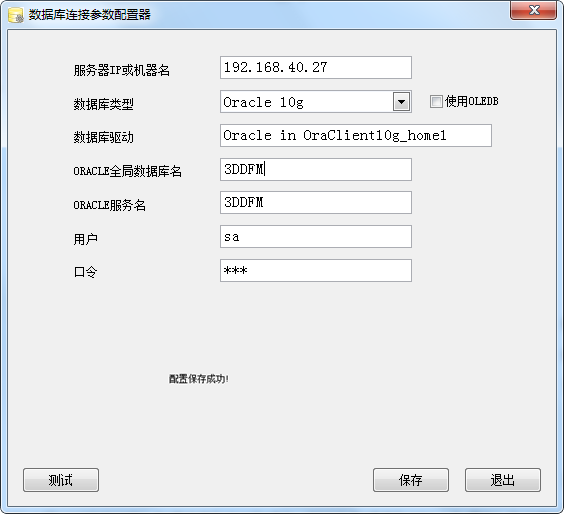 数据库连接参数配置器
服务器IP或机器名 192.168.40.27
数据库类型 Oracle 10g 使用OLEDB
数据库驱动 Oracle in OraClient10g_home1
ORACLE全局数据库名 3DDFM
ORACLE服务名 3DDFM
用户 sa
口令 ***
配置保存成功!
测试 保存 退出